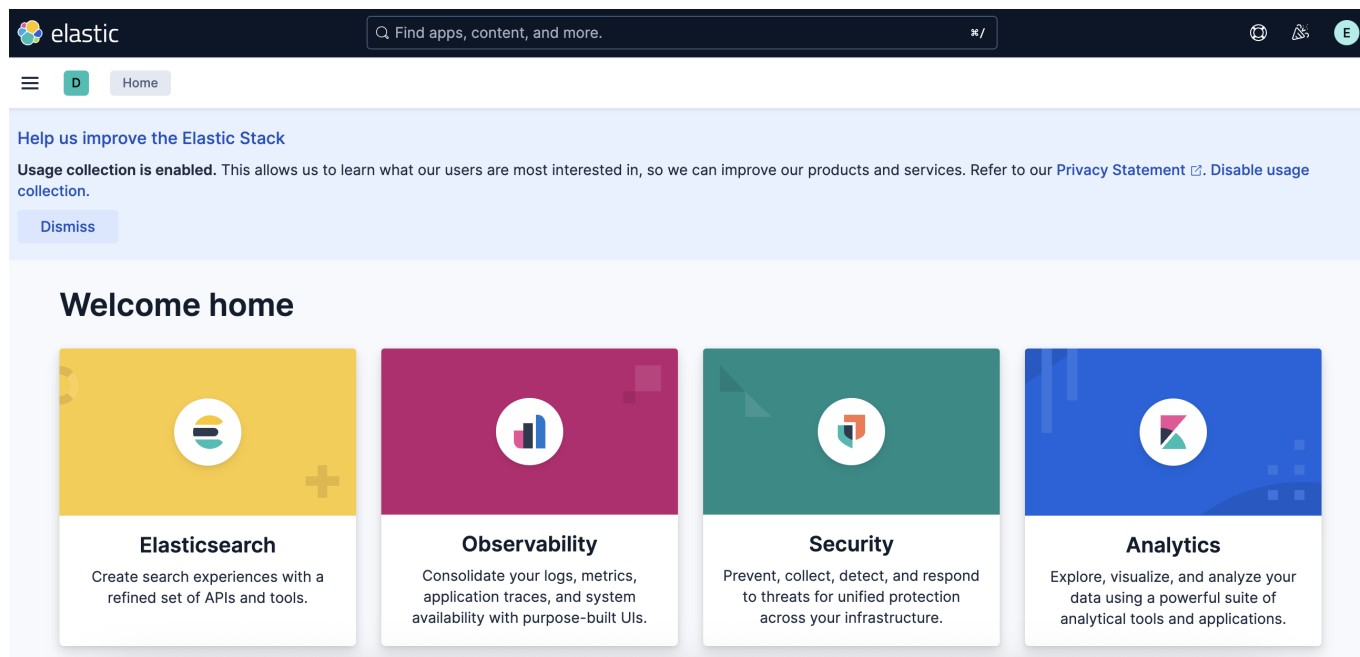 elastic
Find apps, content, and more.
⌘/
E
D
Home
Help us improve the Elastic Stack
Usage collection is enabled. This allows us to learn what our users are most interested in, so we can improve our products and services. Refer to our Privacy Statement. Disable usage
collection.
Dismiss
Welcome home
Elasticsearch
Create search experiences with a
refined set of APIs and tools.
Observability
Consolidate your logs, metrics,
application traces, and system
availability with purpose-built UIs.
Security
Prevent, collect, detect, and respond
to threats for unified protection
across your infrastructure.
Analytics
Explore, visualize, and analyze your
data using a powerful suite of
analytical tools and applications.